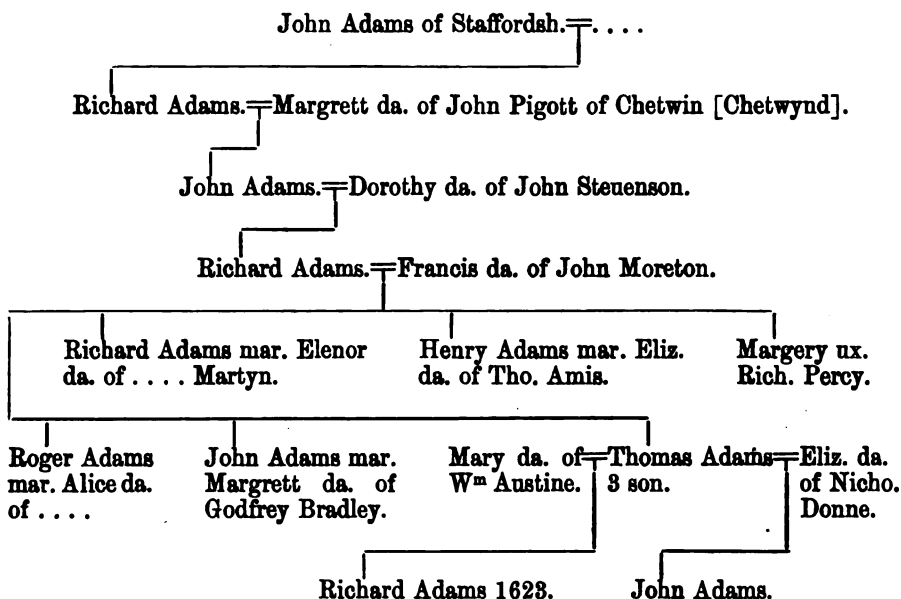 John Adams of Staffordsh.=. . . .
Richard Adams.=Margrett da. of John Pigott of Chetwin [Chetwynd].
John Adams.=Dorothy da. of John Steuenson.
Richard Adams.=Francis da. of John Moreton.
Richard Adams mar. Elenor
da. of . . . . Martyn.
Henry Adams mar. Eliz.
da. of Tho. Amis.
Margery ux.
Rich. Percy.
Roger Adams
mar. Alice da.
of . . . .
John Adams mar.
Margrett da. of
Godfrey Bradley.
Mary da. of
Wm Austine.
=Thomas Adams=
3 son.
Eliz. da.
of Nicho.
Donne.
Richard Adams 1623.
John Adams.